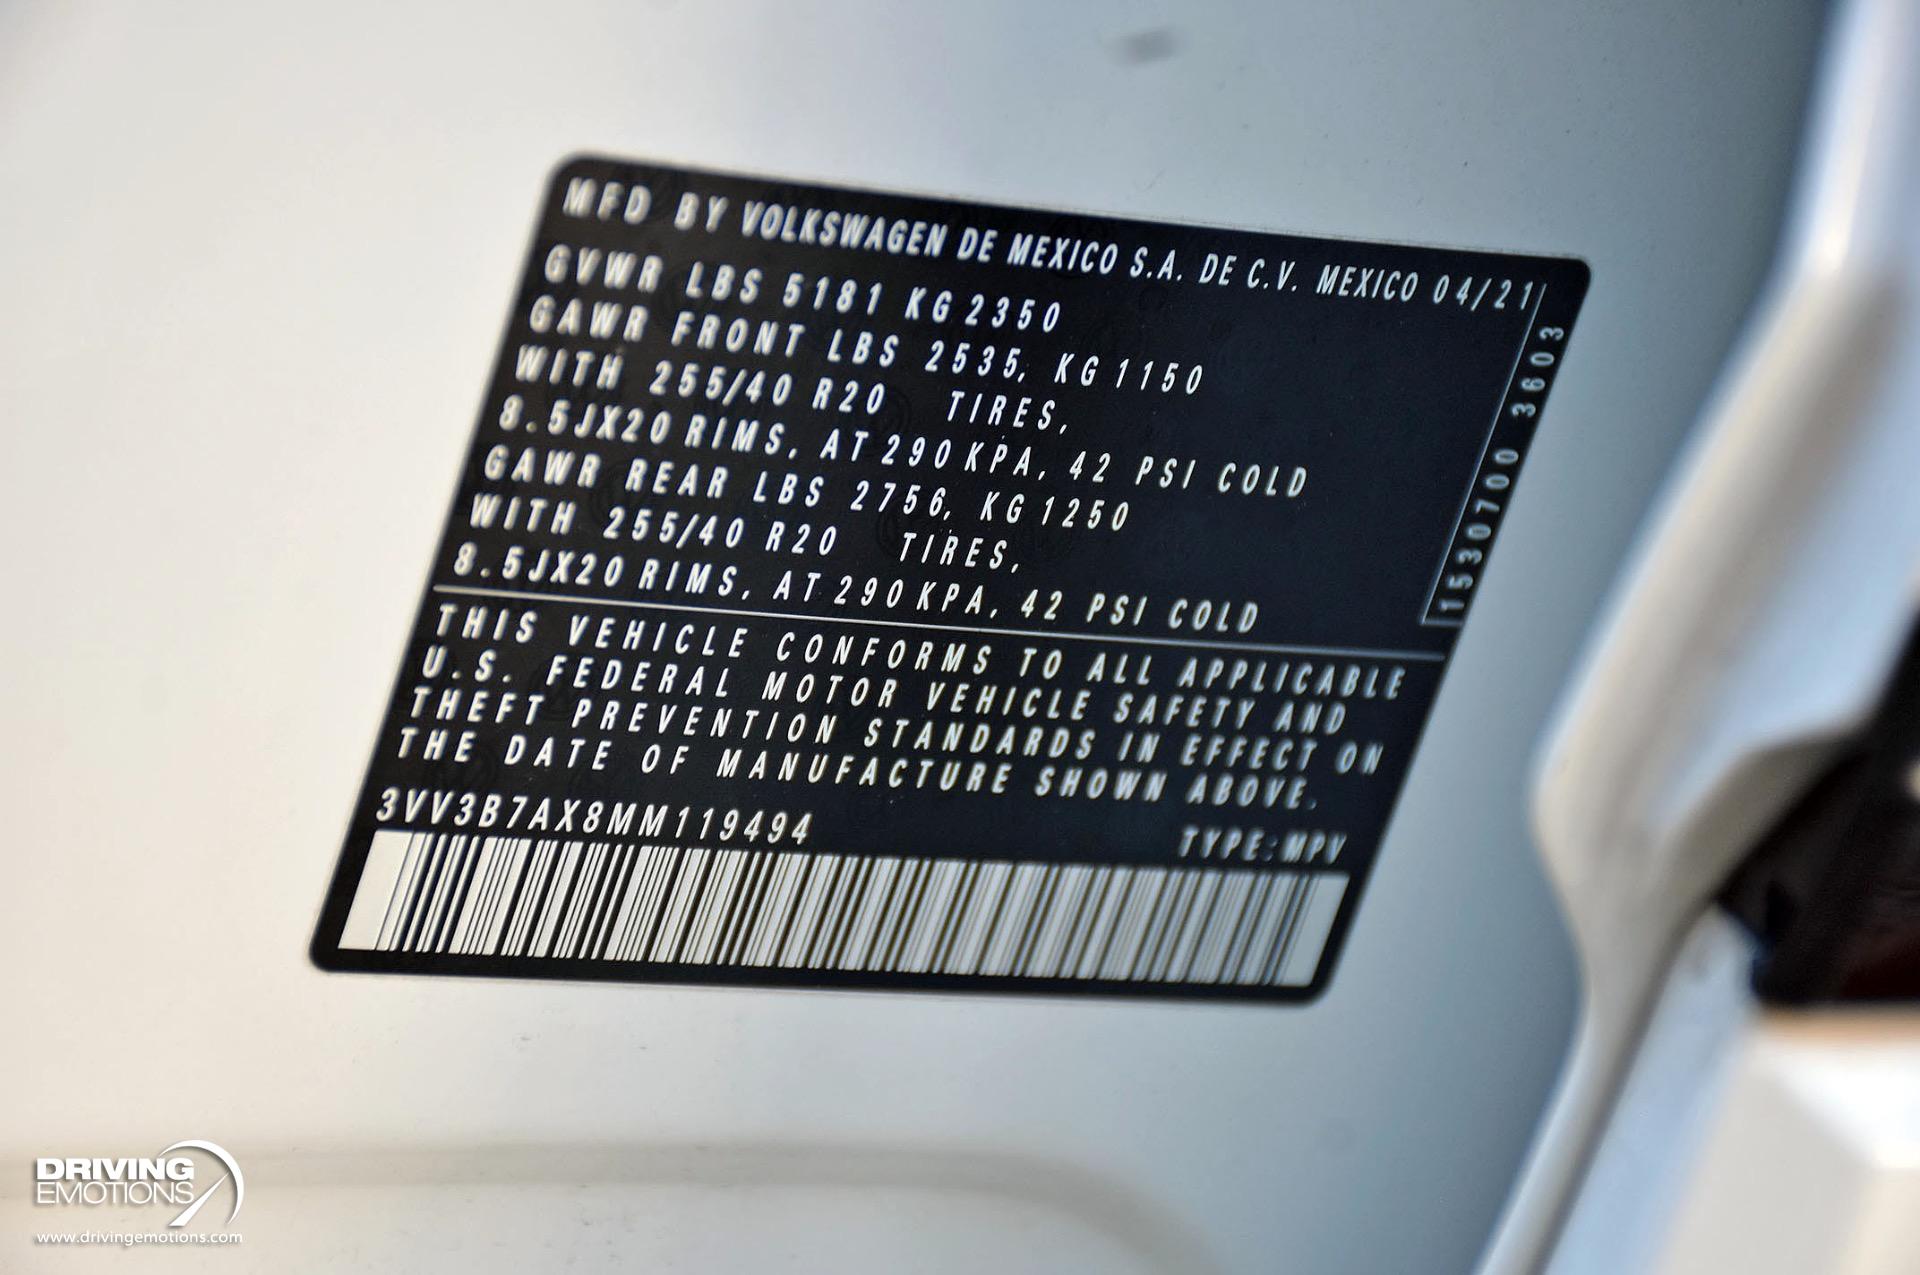 MFD BY VOLKSWAGEN DE MEXICO S.A. DE C.V. MEXICO 04/21
GVWR LBS 5181 KG 2350
GAWR FRONT LBS 2535, KG 1150
WITH 255/40 R20 TIRES,
8.5JX20 RIMS, AT 290 KPA, 42 PSI COLD
GAWR REAR LBS 2756, KG 1250
WITH 255/40 R20 TIRES,
8.5JX20 RIMS, AT 290 KPA, 42 PSI COLD
1530700 3603
THIS VEHICLE CONFORMS TO ALL APPLICABLE
U.S. FEDERAL MOTOR VEHICLE SAFETY AND
THEFT PREVENTION STANDARDS IN EFFECT ON
THE DATE OF MANUFACTURE SHOWN ABOVE.
3VV3B7AX8MM119494 TYPE:MPV
DRIVING
EMOTIONS
www.drivingemotions.com